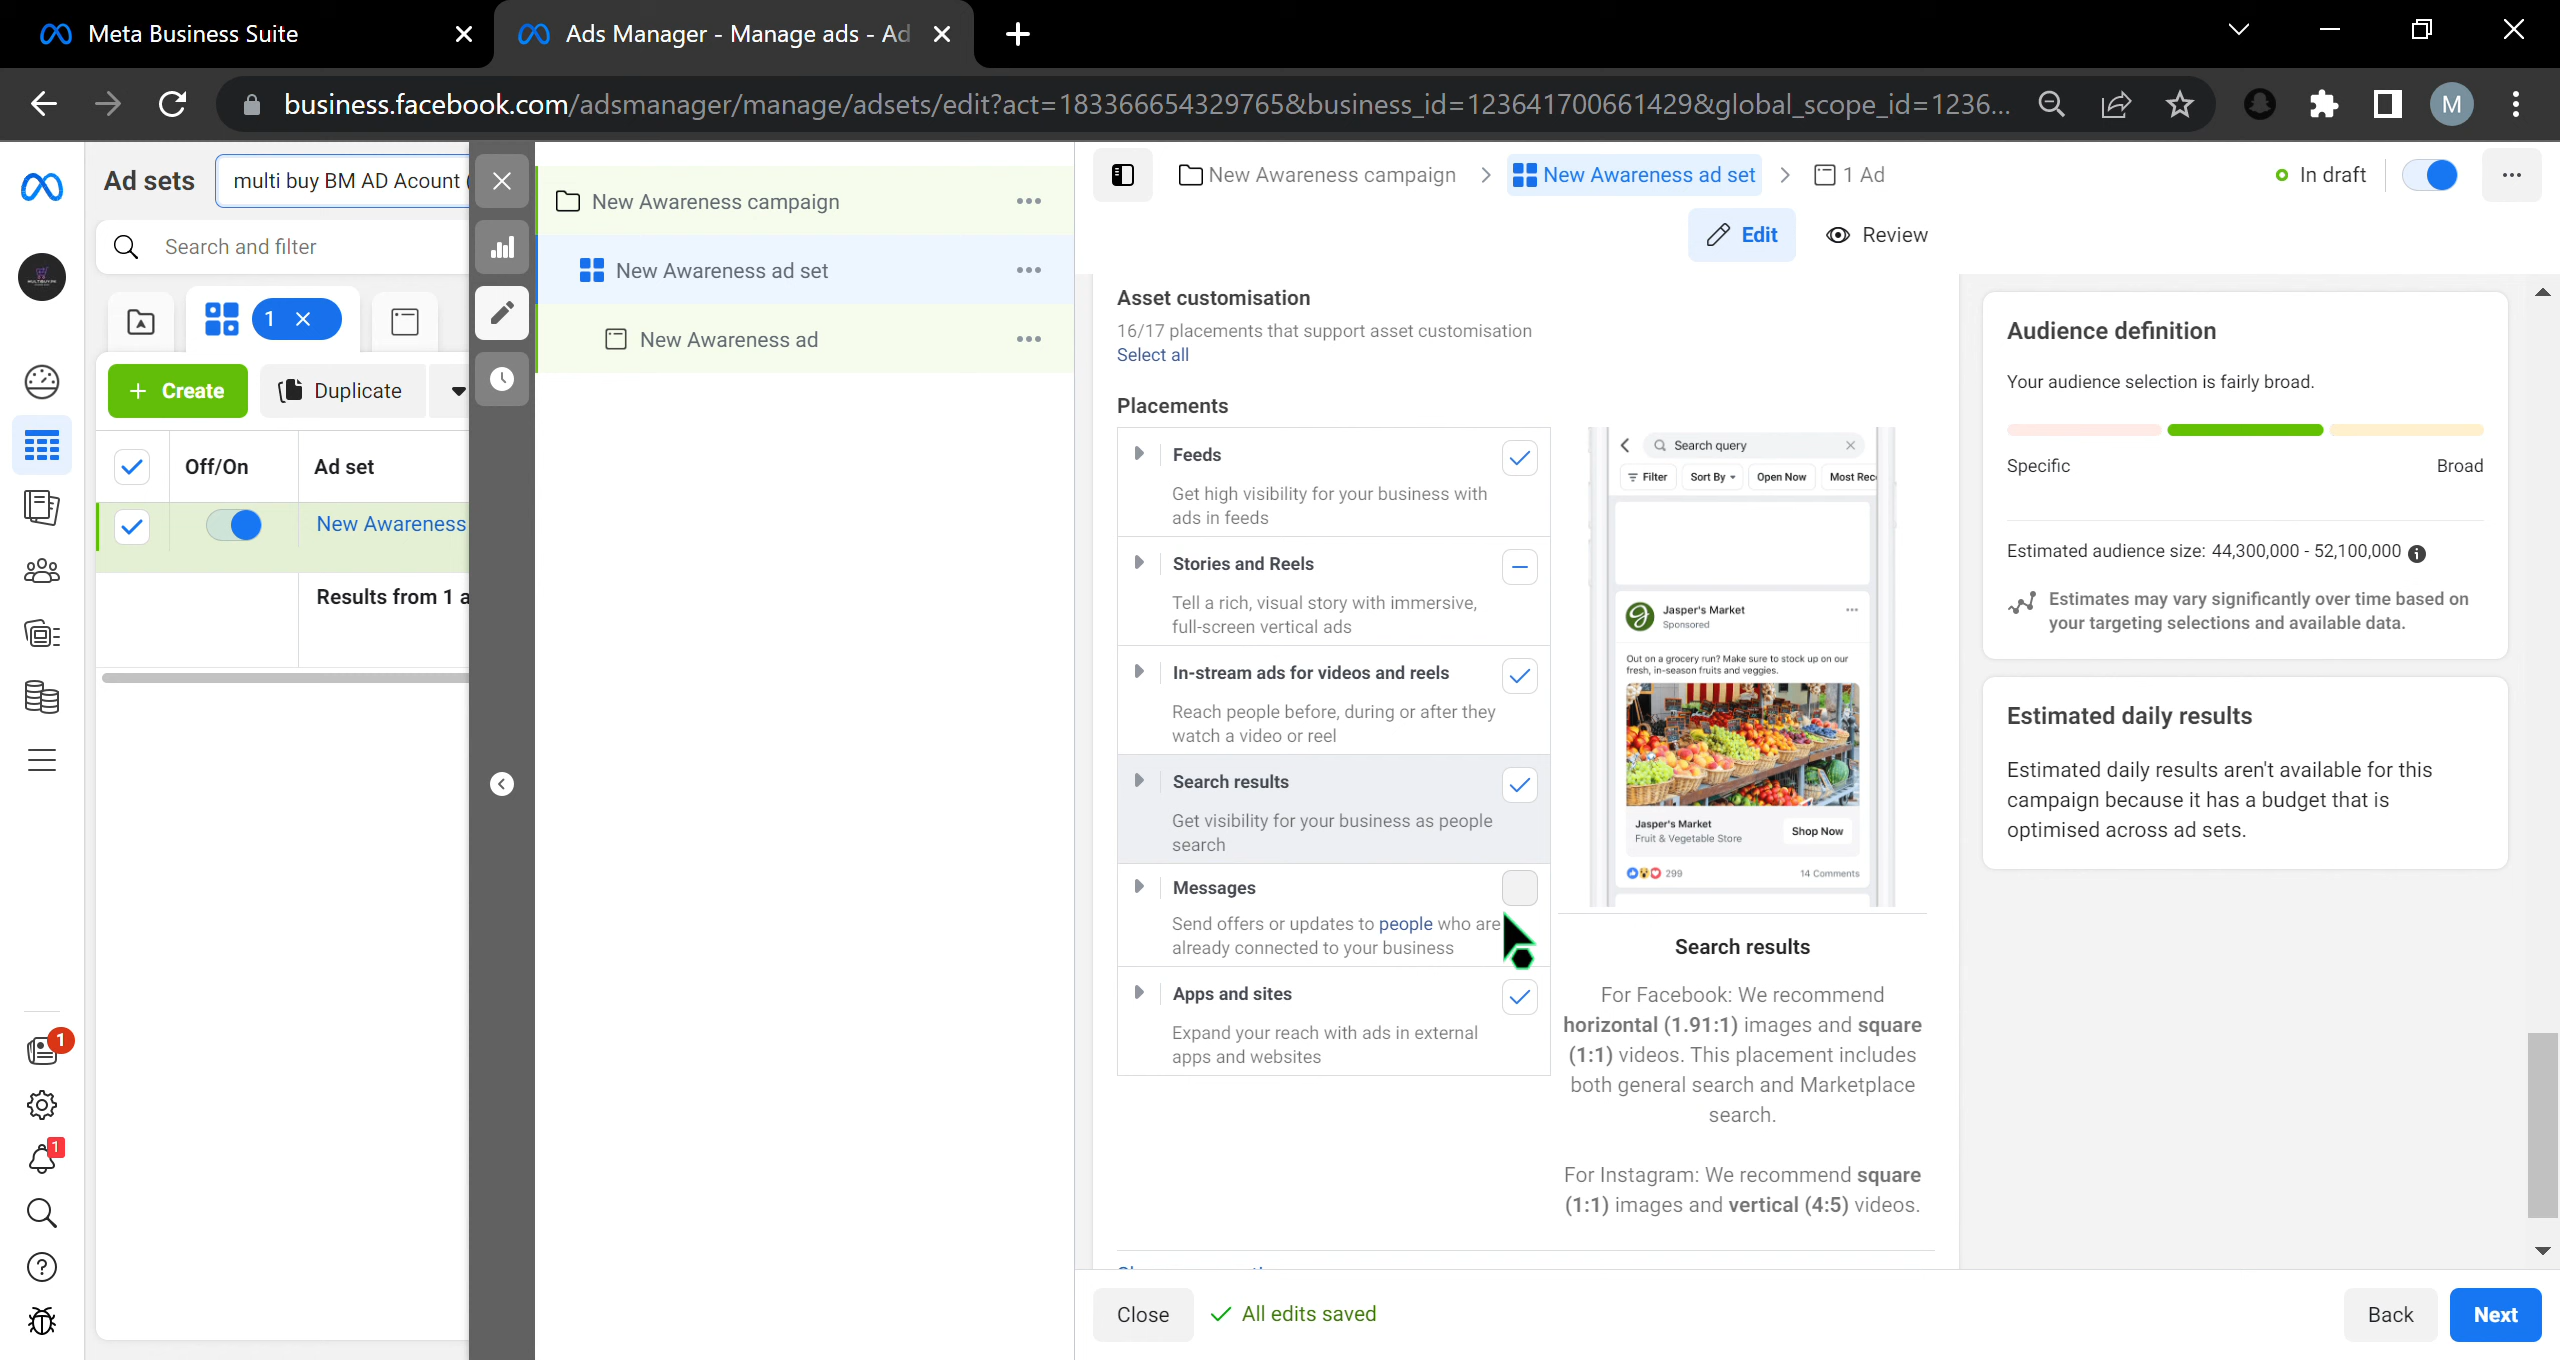 Meta Business Suite
Ads Manager - Manage ads - Ad
business.facebook.com/adsmanager/manage/adsets/edit?act=183366654329765&business_id=123641700661429&global_scope_id=1236...
M
Ad sets
multi buy BM AD Acount (
Search and filter
1
Create
Duplicate
Off/On
Ad set
New Awareness
Results from 1 a
1
1
New Awareness campaign
New Awareness ad set
New Awareness ad
New Awareness campaign
New Awareness ad set
1 Ad
In draft
Edit
Review
Asset customisation
16/17 placements that support asset customisation
Select all
Placements
Feeds
Get high visibility for your business with
ads in feeds
Stories and Reels
Tell a rich, visual story with immersive,
full-screen vertical ads
In-stream ads for videos and reels
Reach people before, during or after they
watch a video or reel
Search results
Get visibility for your business as people
search
Messages
Send offers or updates to people who are
already connected to your business
Apps and sites
Expand your reach with ads in external
apps and websites
Search query
Filter
Sort By
Open Now
Most Rec
Jasper's Market
Sponsored
Out on a grocery run? Make sure to stock up on our
fresh, in-season fruits and veggies.
Jasper's Market
Fruit & Vegetable Store
Shop Now
299
14 Comments
Search results
For Facebook: We recommend
horizontal (1.91:1) images and square
(1:1) videos. This placement includes
both general search and Marketplace
search.
For Instagram: We recommend square
(1:1) images and vertical (4:5) videos.
Audience definition
Your audience selection is fairly broad.
Specific
Broad
Estimated audience size: 44,300,000 - 52,100,000
Estimates may vary significantly over time based on
your targeting selections and available data.
Estimated daily results
Estimated daily results aren't available for this
campaign because it has a budget that is
optimised across ad sets.
Close
All edits saved
Back
Next